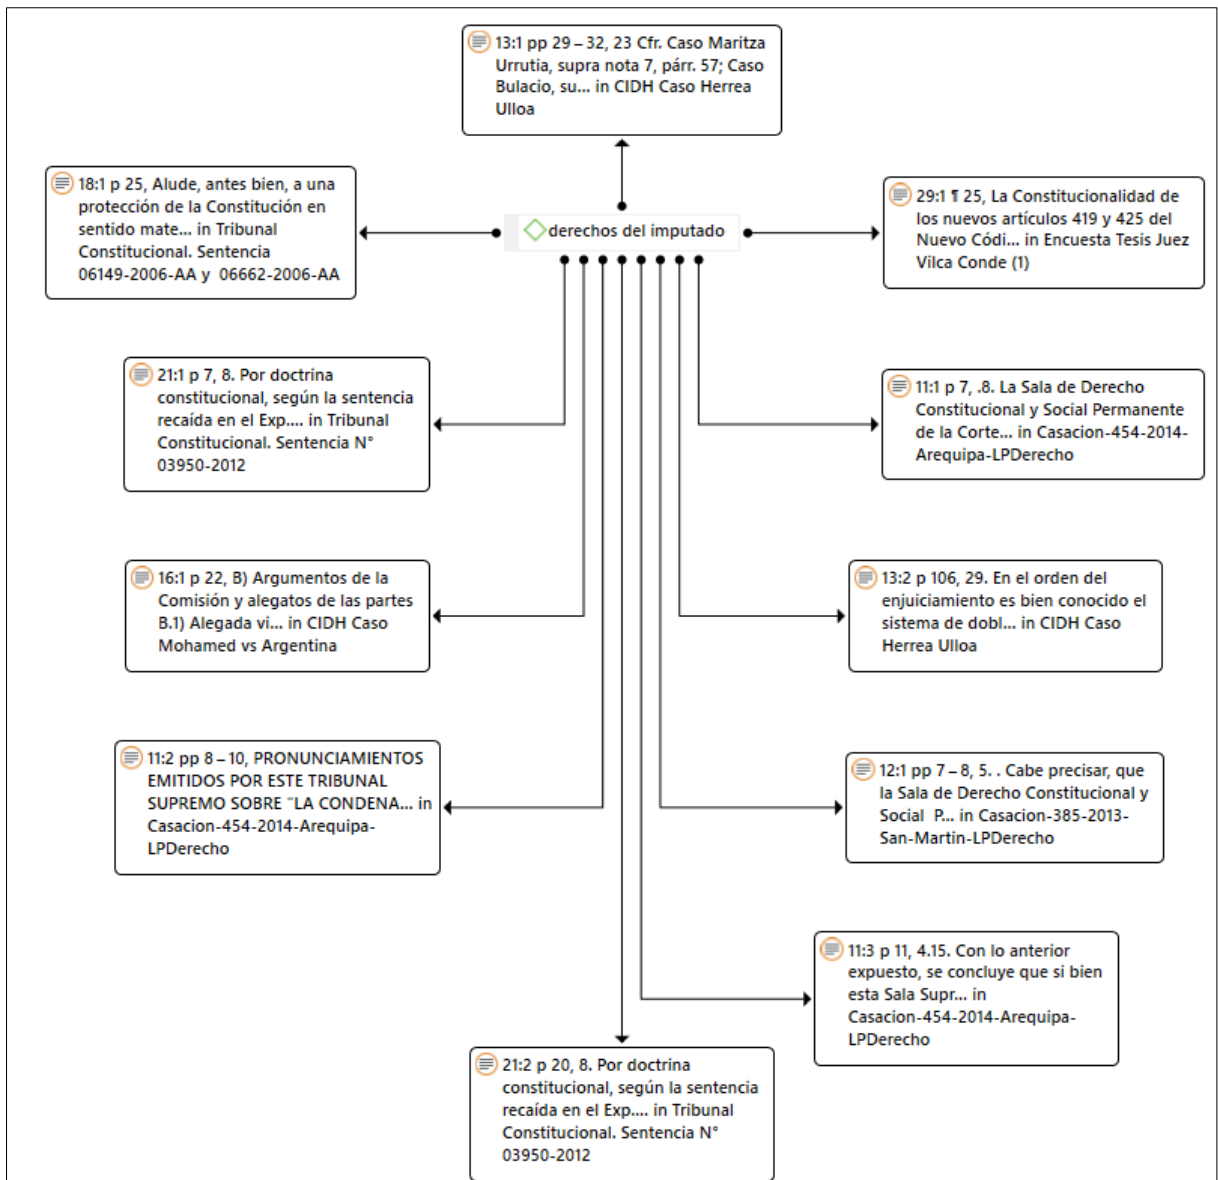 13:1 pp 29 – 32, 23 Cfr. Caso Maritza
Urrutia, supra nota 7, párr. 57; Caso
Bulacio, su... in CIDH Caso Herrea
Ulloa
18:1 p 25, Alude, antes bien, a una
protección de la Constitución en
sentido mate... in Tribunal
Constitucional. Sentencia
06149-2006-AA y 06662-2006-AA
derechos del imputado
29:1 ¶ 25, La Constitucionalidad de
los nuevos artículos 419 y 425 del
Nuevo Códi... in Encuesta Tesis Juez
Vilca Conde (1)
21:1 p 7, 8. Por doctrina
constitucional, según la sentencia
recaída en el Exp.... in Tribunal
Constitucional. Sentencia N°
03950-2012
11:1 p 7, .8. La Sala de Derecho
Constitucional y Social Permanente
de la Corte... in Casacion-454-2014-
Arequipa-LPDerecho
16:1 p 22, B) Argumentos de la
Comisión y alegatos de las partes
B.1) Alegada vi... in CIDH Caso
Mohamed vs Argentina
13:2 p 106, 29. En el orden del
enjuiciamiento es bien conocido el
sistema de dobl... in CIDH Caso
Herrea Ulloa
11:2 pp 8 – 10, PRONUNCIAMIENTOS
EMITIDOS POR ESTE TRIBUNAL
SUPREMO SOBRE ¨LA CONDENA... in
Casacion-454-2014-Arequipa-
LPDerecho
12:1 pp 7 – 8, 5. . Cabe precisar, que
la Sala de Derecho Constitucional y
Social P... in Casacion-385-2013-
San-Martin-LPDerecho
11:3 p 11, 4.15. Con lo anterior
expuesto, se concluye que si bien
esta Sala Supr... in
Casacion-454-2014-Arequipa-
LPDerecho
21:2 p 20, 8. Por doctrina
constitucional, según la sentencia
recaída en el Exp.... in Tribunal
Constitucional. Sentencia N°
03950-2012